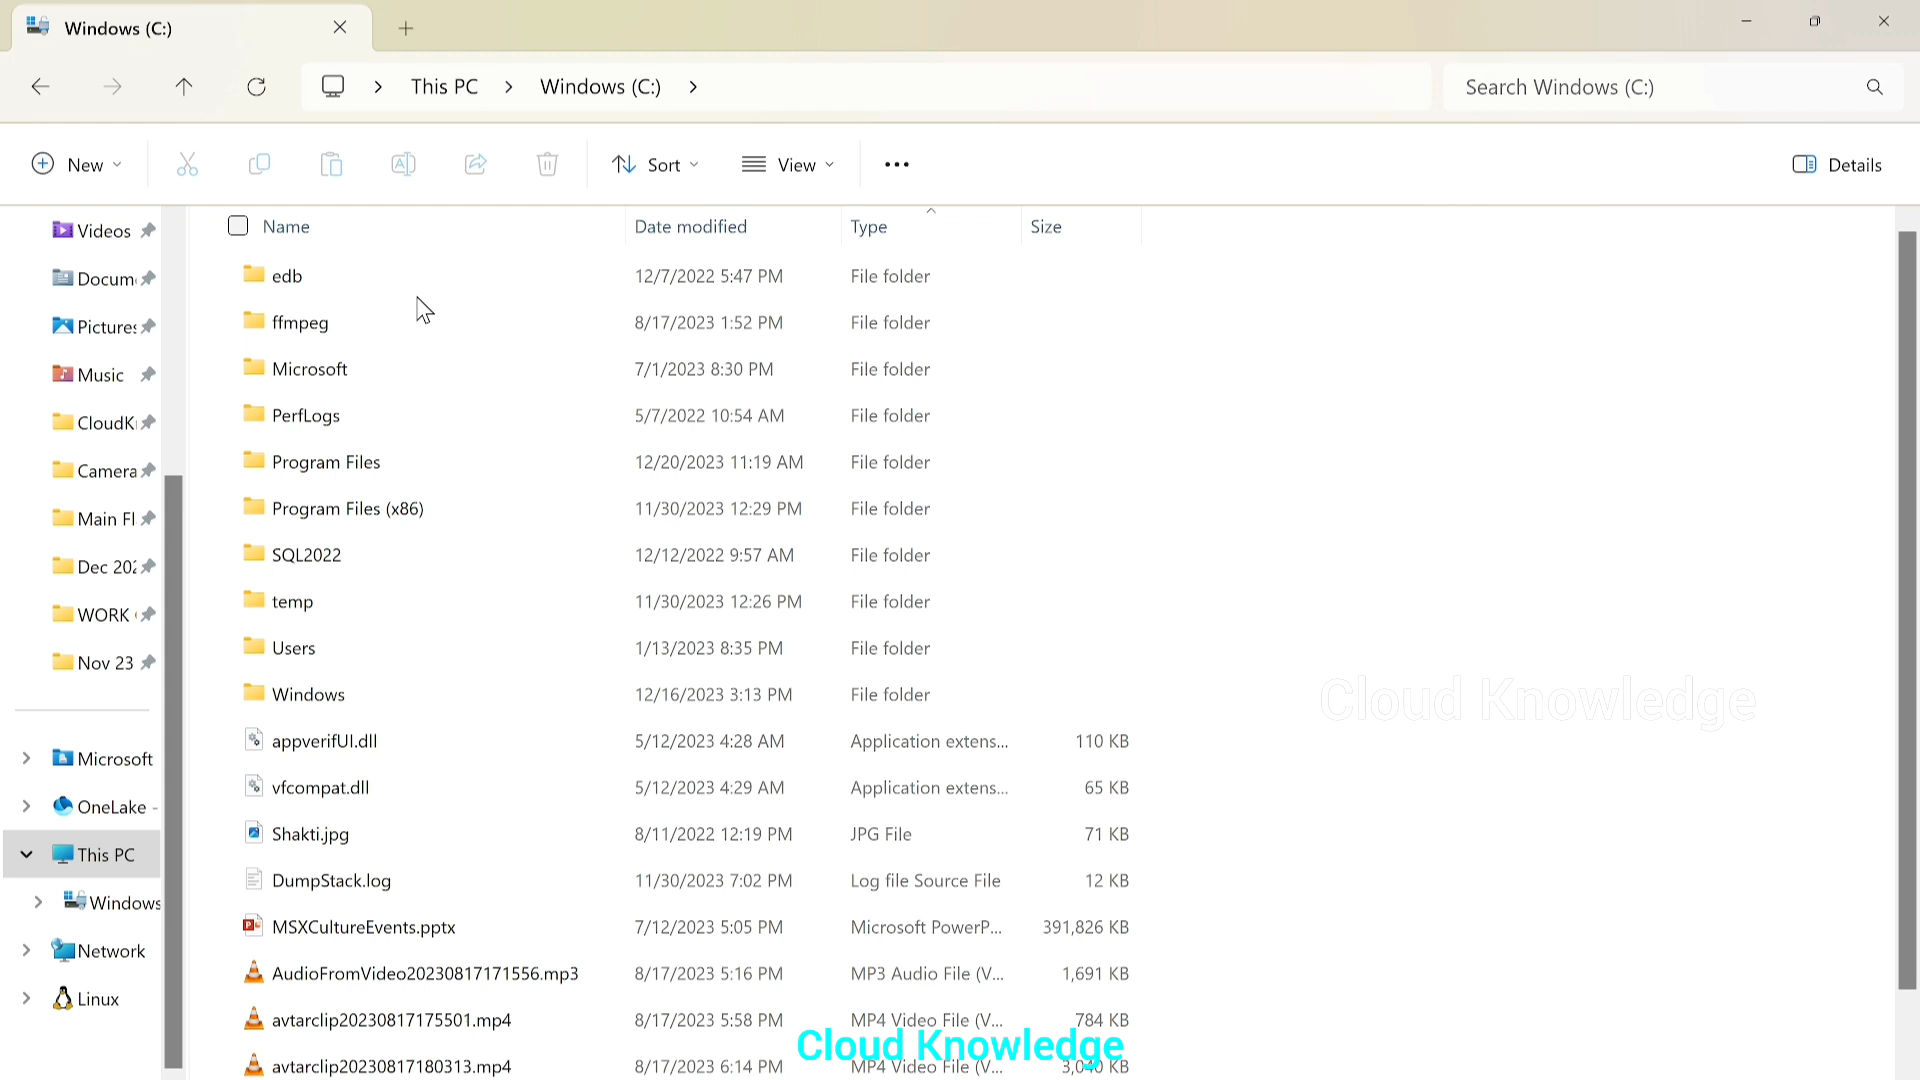 Windows (C:)
This PC Windows (C:) Search Windows (C:)
New Sort View Details
Name Date modified Type Size
edb 12/7/2022 5:47 PM File folder
ffmpeg 8/17/2023 1:52 PM File folder
Microsoft 7/1/2023 8:30 PM File folder
PerfLogs 5/7/2022 10:54 AM File folder
Program Files 12/20/2023 11:19 AM File folder
Program Files (x86) 11/30/2023 12:29 PM File folder
SQL2022 12/12/2022 9:57 AM File folder
temp 11/30/2023 12:26 PM File folder
Users 1/13/2023 8:35 PM File folder
Windows 12/16/2023 3:13 PM File folder
appverifUI.dll 5/12/2023 4:28 AM Application extens... 110 KB
vfcompat.dll 5/12/2023 4:29 AM Application extens... 65 KB
Shakti.jpg 8/11/2022 12:19 PM JPG File 71 KB
DumpStack.log 11/30/2023 7:02 PM Log file Source File 12 KB
MSXCultureEvents.pptx 7/12/2023 5:05 PM Microsoft PowerP... 391,826 KB
AudioFromVideo20230817171556.mp3 8/17/2023 5:16 PM MP3 Audio File (V... 1,691 KB
avtarclip20230817175501.mp4 8/17/2023 5:58 PM MP4 Video File (V... 784 KB
avtarclip20230817180313.mp4 8/17/2023 6:14 PM MP4 Video File (V... 3,040 KB
Videos
Docum
Pictures
Music
CloudK
Camera
Main Fl
Dec 202
WORK
Nov 23
Microsoft
OneLake -
This PC
Windows
Network
Linux
Cloud Knowledge
Cloud Knowledge